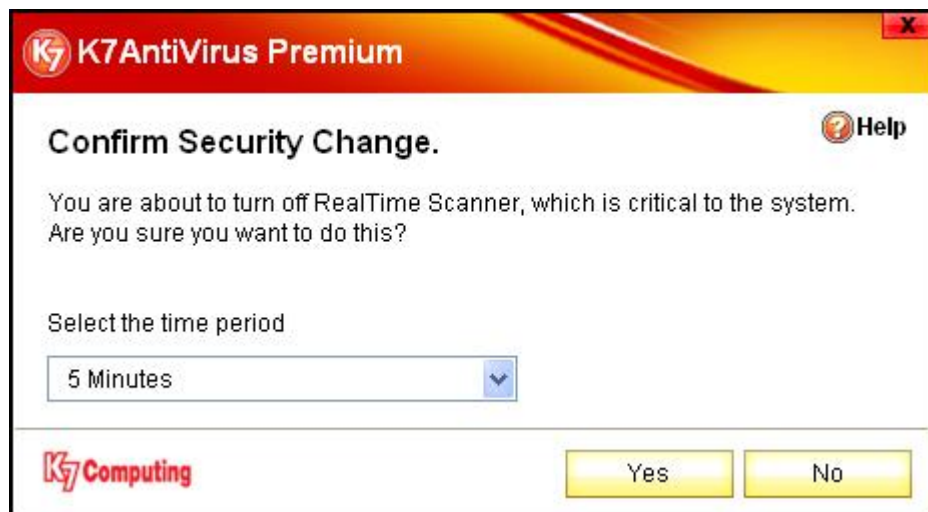 K7 K7AntiVirus Premium
X
Help
Confirm Security Change.
You are about to turn off RealTime Scanner, which is critical to the system.
Are you sure you want to do this?
Select the time period
5 Minutes
K7 Computing
Yes
No